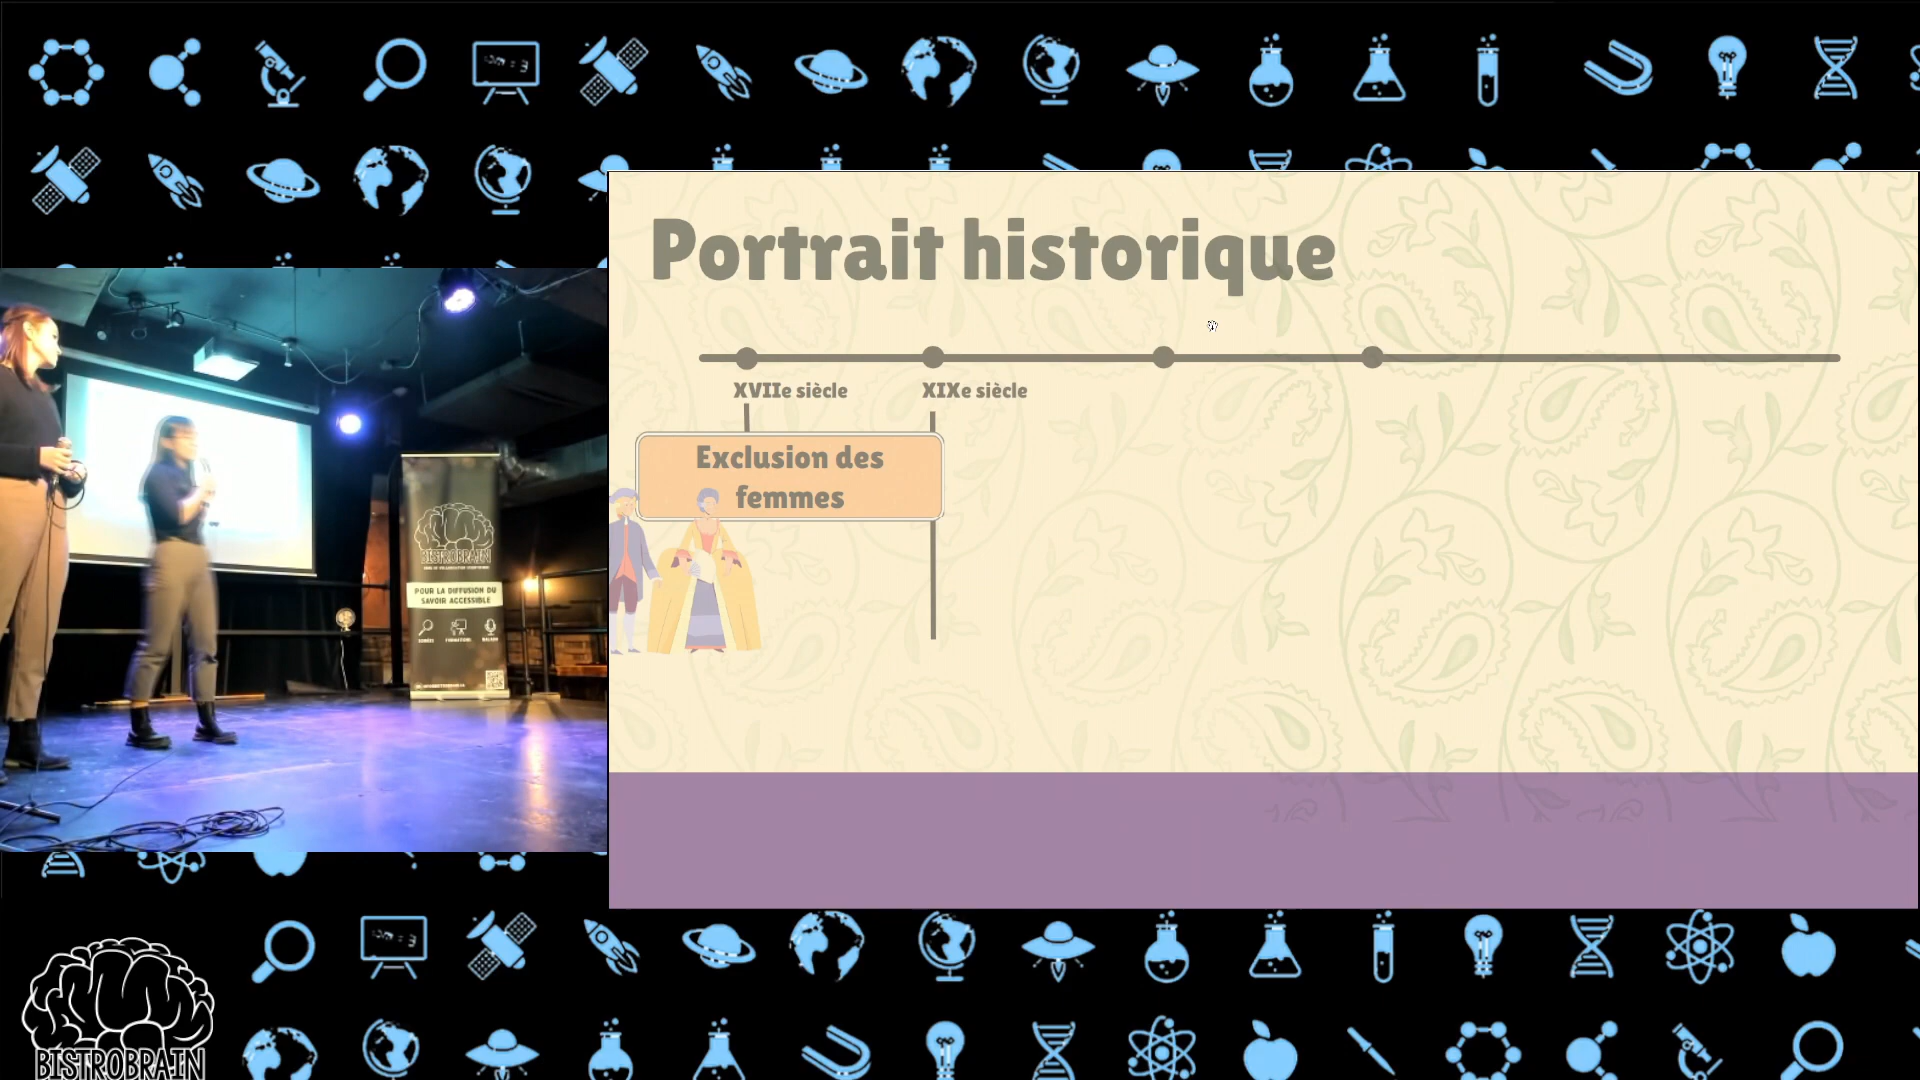 Portrait historique
XVIIe siècle
XIXe siècle
Exclusion des
femmes
BISTROBRAIN
POUR LA DIFFUSION DU
SAVOIR ACCESSIBLE
BISTROBRAIN